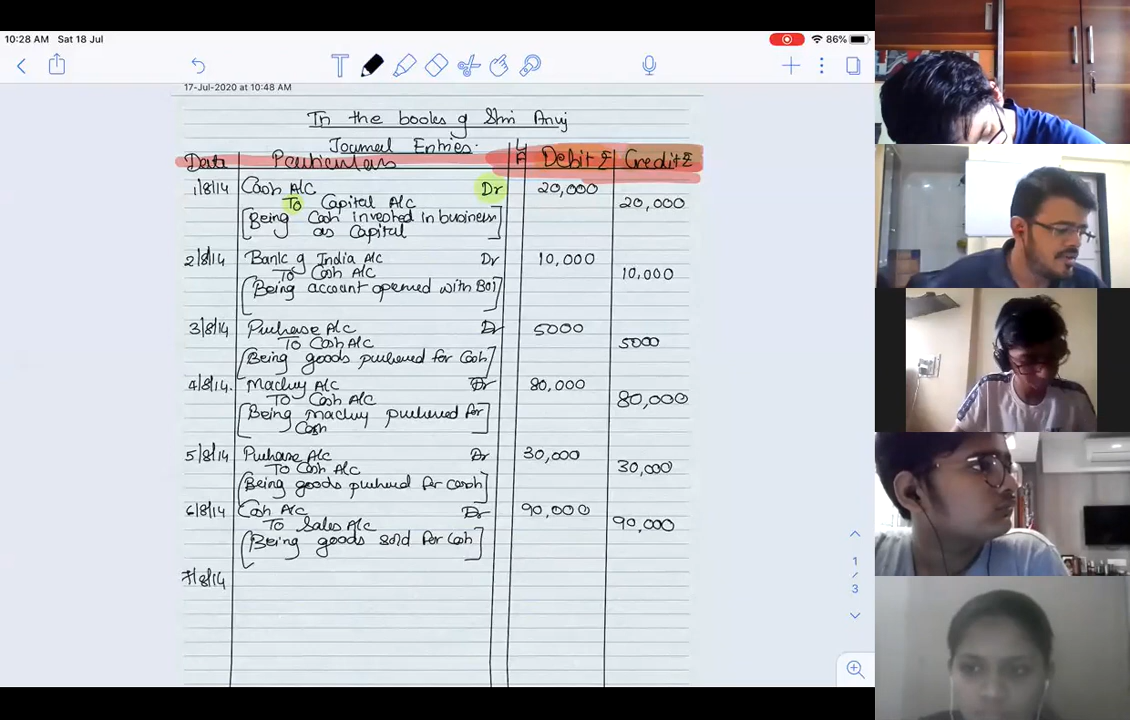 10:28 AM Sat 18 Jul
86%
17-Jul-2020 at 10:48 AM
In the books of Shri Anuj
Journal Entries.
Date Particulars LF Debit ₹ Credit ₹
1/8/14 Cash A/c Dr 20,000
To Capital A/c 20,000
[Being Cash invested in business
as Capital]
2/8/14 Bank of India A/c Dr 10,000
To Cash A/c 10,000
[Being account opened with BOI]
3/8/14 Purchase A/c Dr 5000
To Cash A/c 5000
[Being goods purchased for Cash]
4/8/14. Machiny A/c Dr 80,000
To Cash A/c 80,000
[Being machiny purchased for
Cash]
5/8/14 Purchase A/c Dr 30,000
To Cash A/c 30,000
[Being goods purchased for cash]
6/8/14 Cash A/c Dr 90,000
To Sales A/c 90,000
[Being goods sold for Cash]
7/8/14
1
/
3